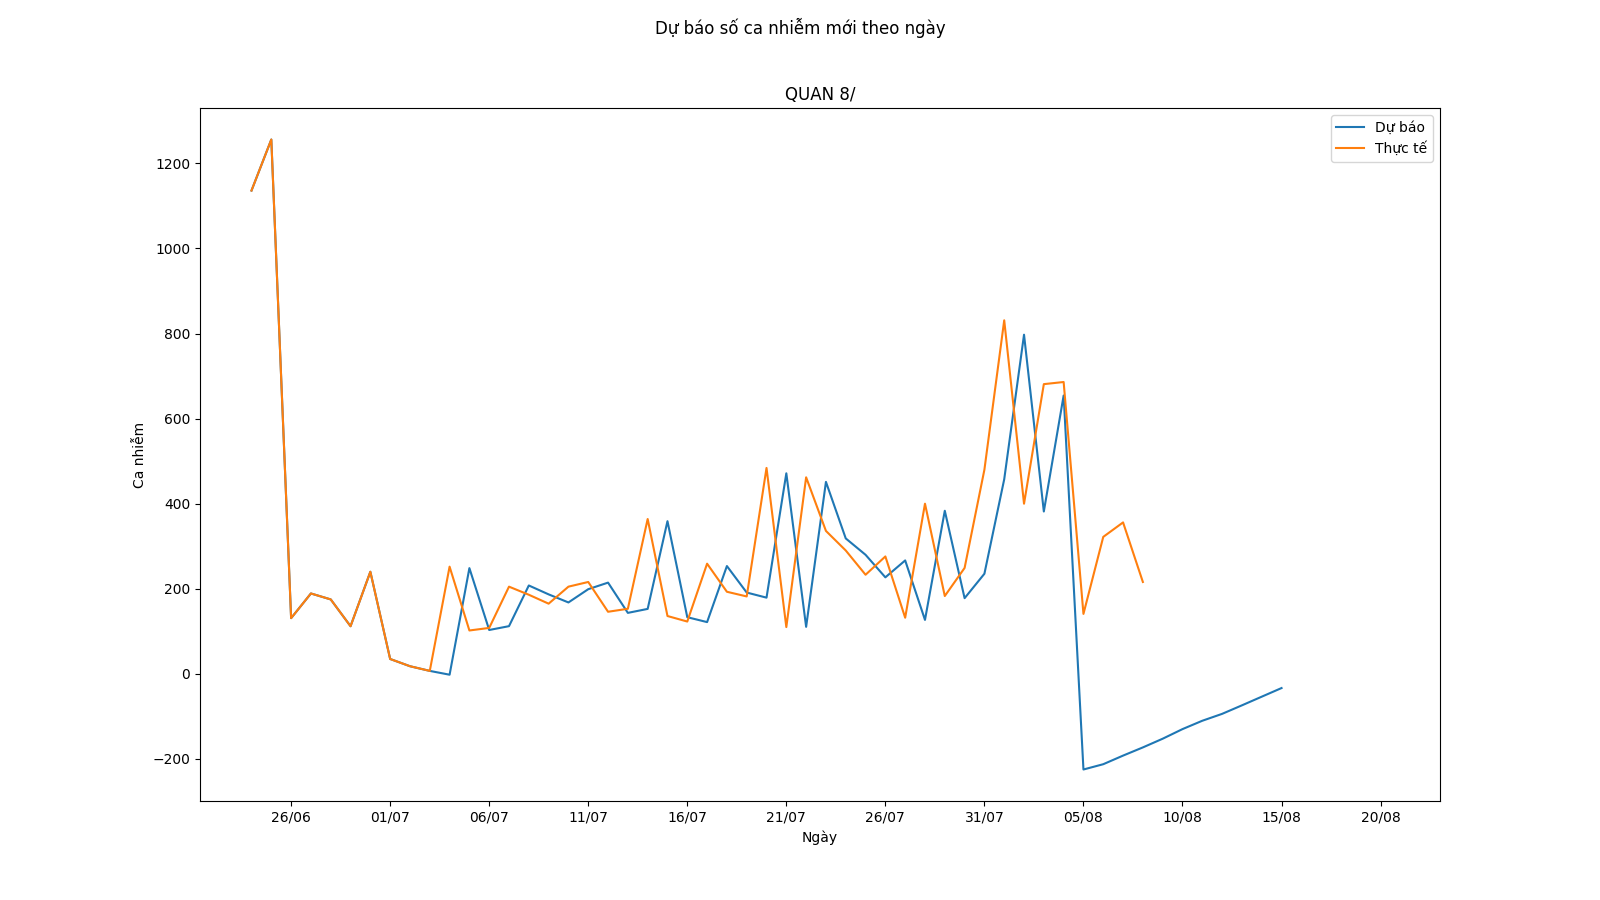 Dự báo số ca nhiễm mới theo ngày
QUAN 8/
Dự báo
Thực tế
1200
1000
800
600
400
200
0
−200
Ca nhiễm
26/06 01/07 06/07 11/07 16/07 21/07 26/07 31/07 05/08 10/08 15/08 20/08
Ngày